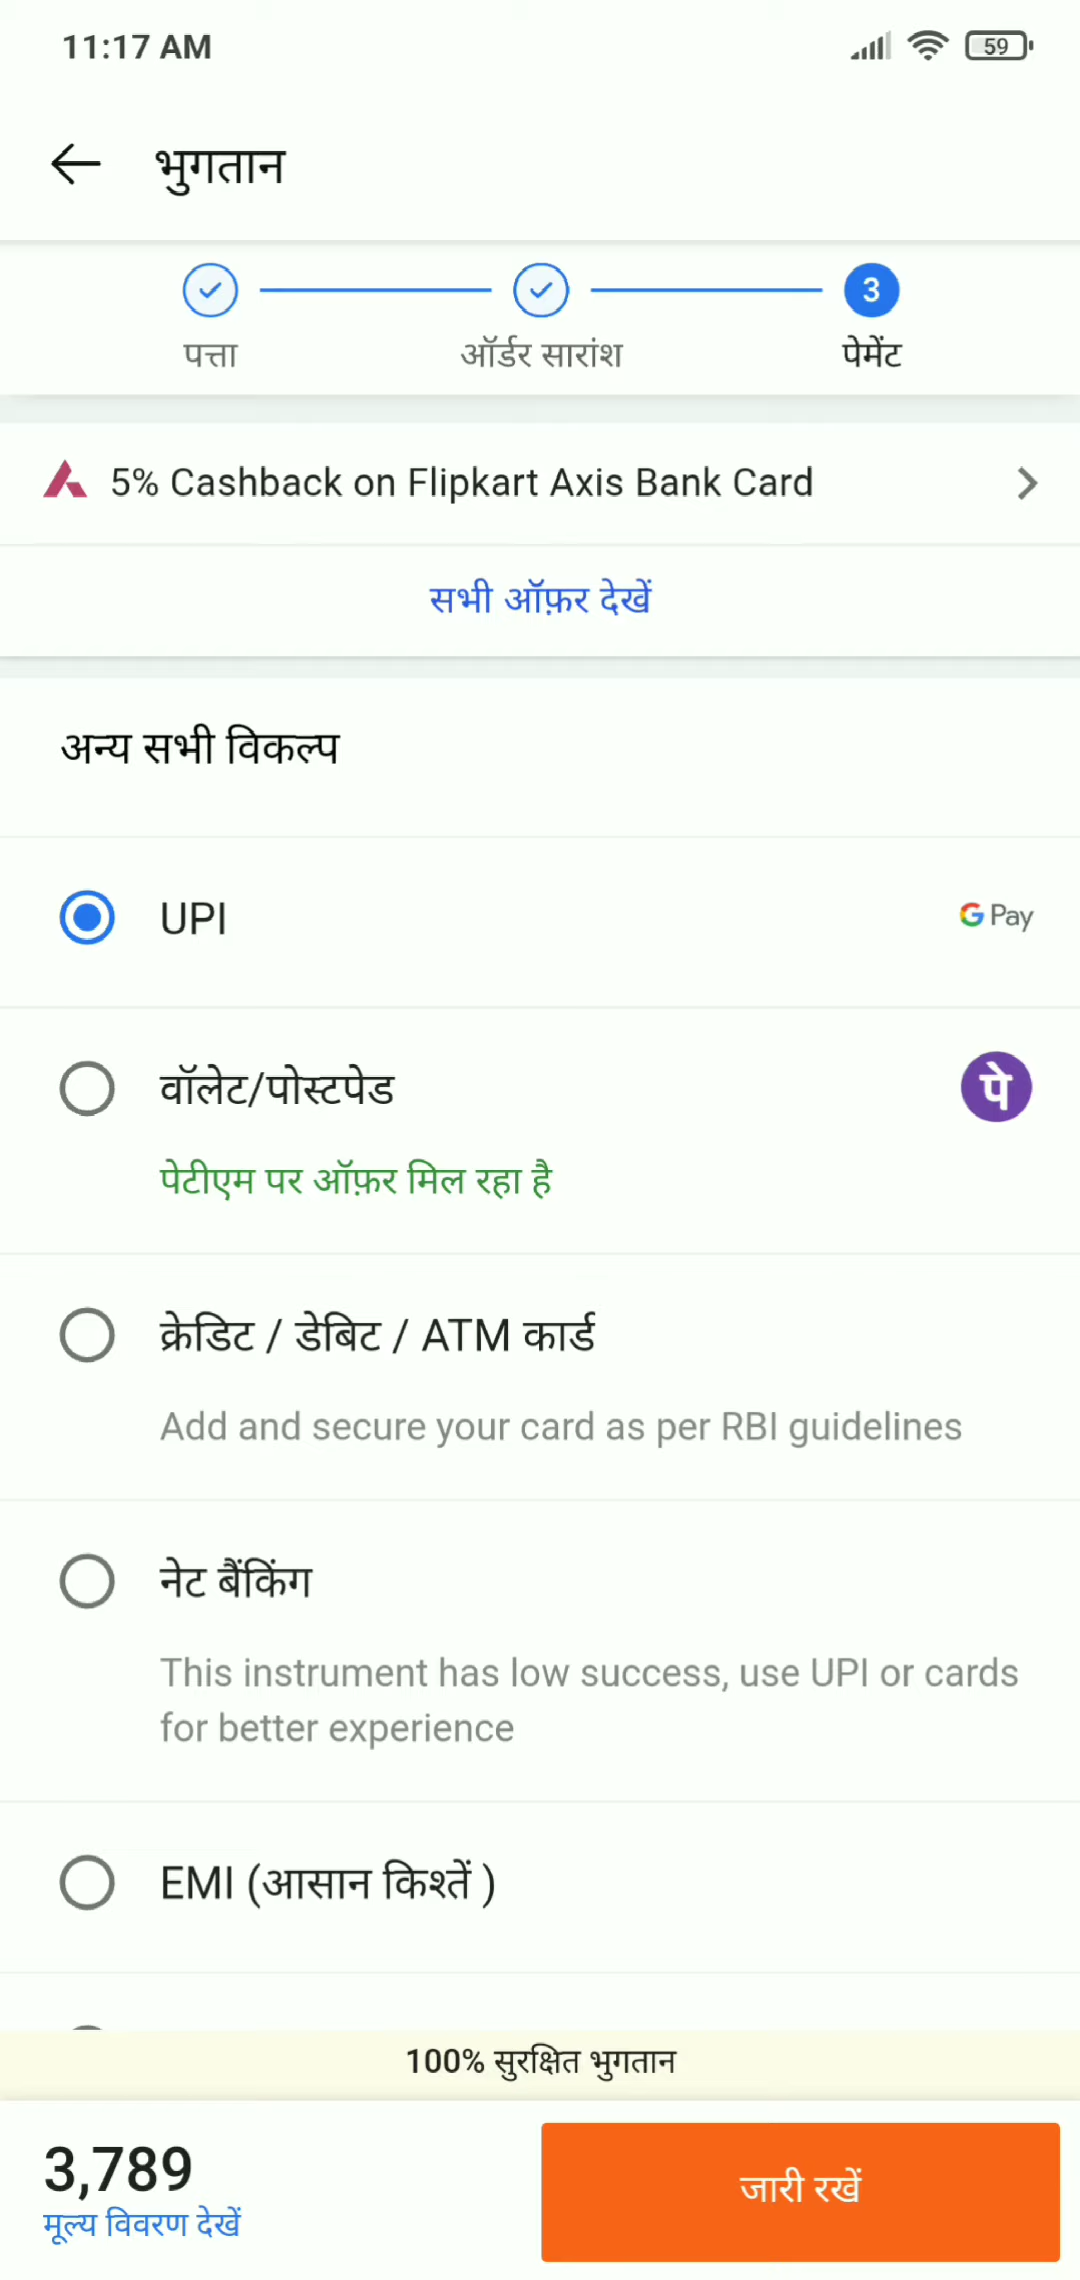 11:17 AM
59
भुगतान
3
पत्ता
ऑर्डर सारांश
पेमेंट
5% Cashback on Flipkart Axis Bank Card
सभी ऑफ़र देखें
अन्य सभी विकल्प
UPI
G Pay
वॉलेट/पोस्टपेड
पे
पेटीएम पर ऑफ़र मिल रहा है
क्रेडिट / डेबिट / ATM कार्ड
Add and secure your card as per RBI guidelines
नेट बैंकिंग
This instrument has low success, use UPI or cards
for better experience
EMI (आसान किश्तें )
100% सुरक्षित भुगतान
3,789
मूल्य विवरण देखें
जारी रखें